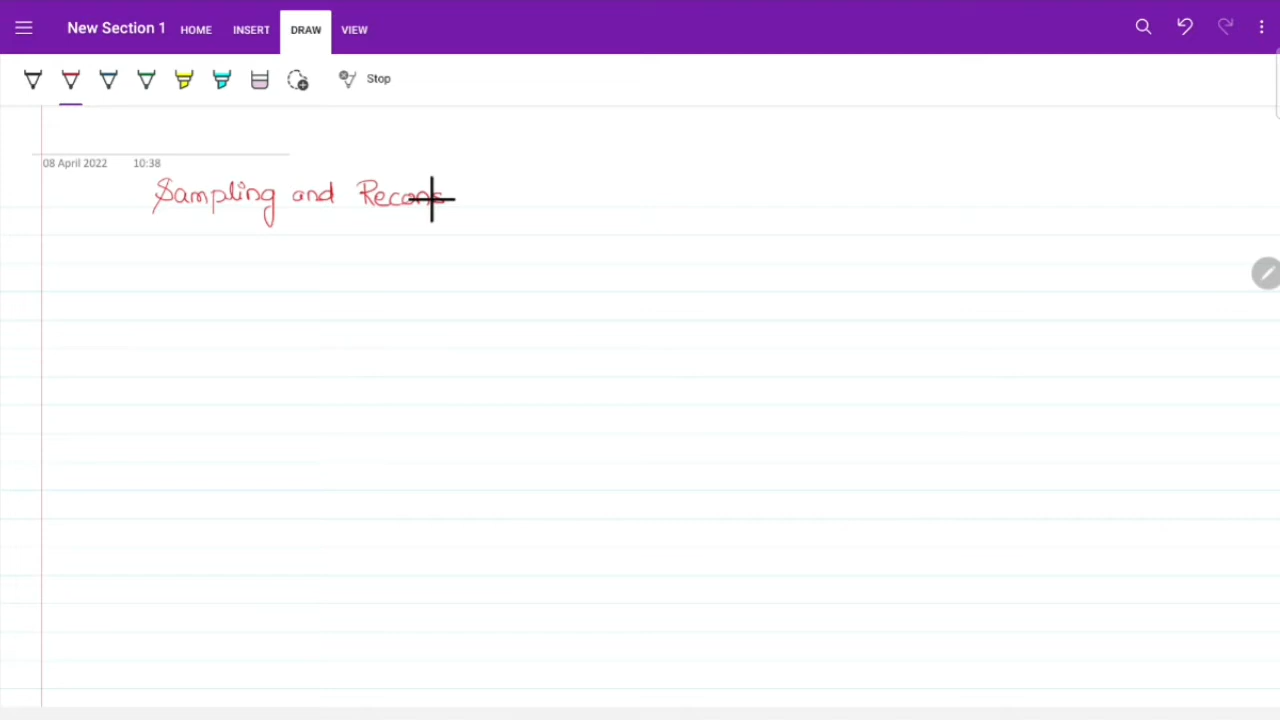 New Section 1 HOME INSERT DRAW VIEW
Stop
08 April 2022 10:38
Sampling and Recons